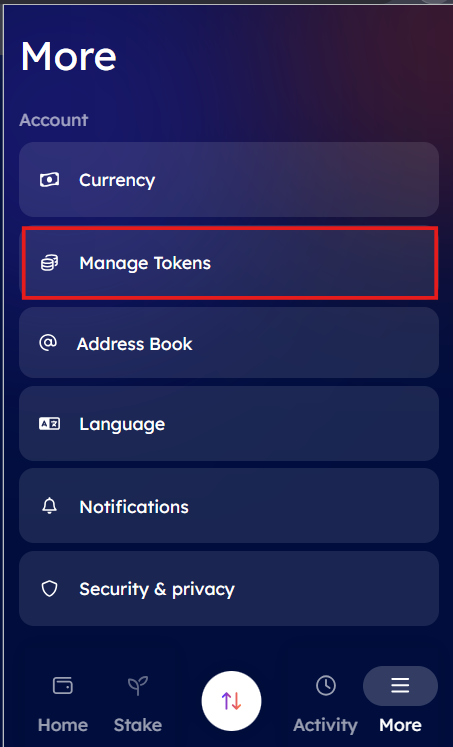 More
Account
Currency
Manage Tokens
Address Book
Language
Notifications
Security & privacy
Home Stake Activity More